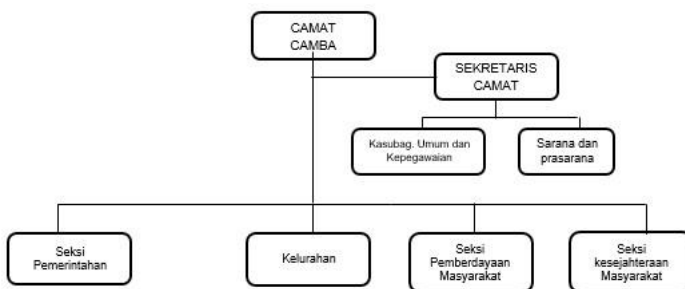 CAMAT
CAMBA
SEKRETARIS
CAMAT
Kasubag. Umum dan
Kepegawaian
Sarana dan
prasarana
Seksi
Pemerintahan
Kelurahan
Seksi
Pemberdayaan
Masyarakat
Seksi
kesejahteraan
Masyarakat